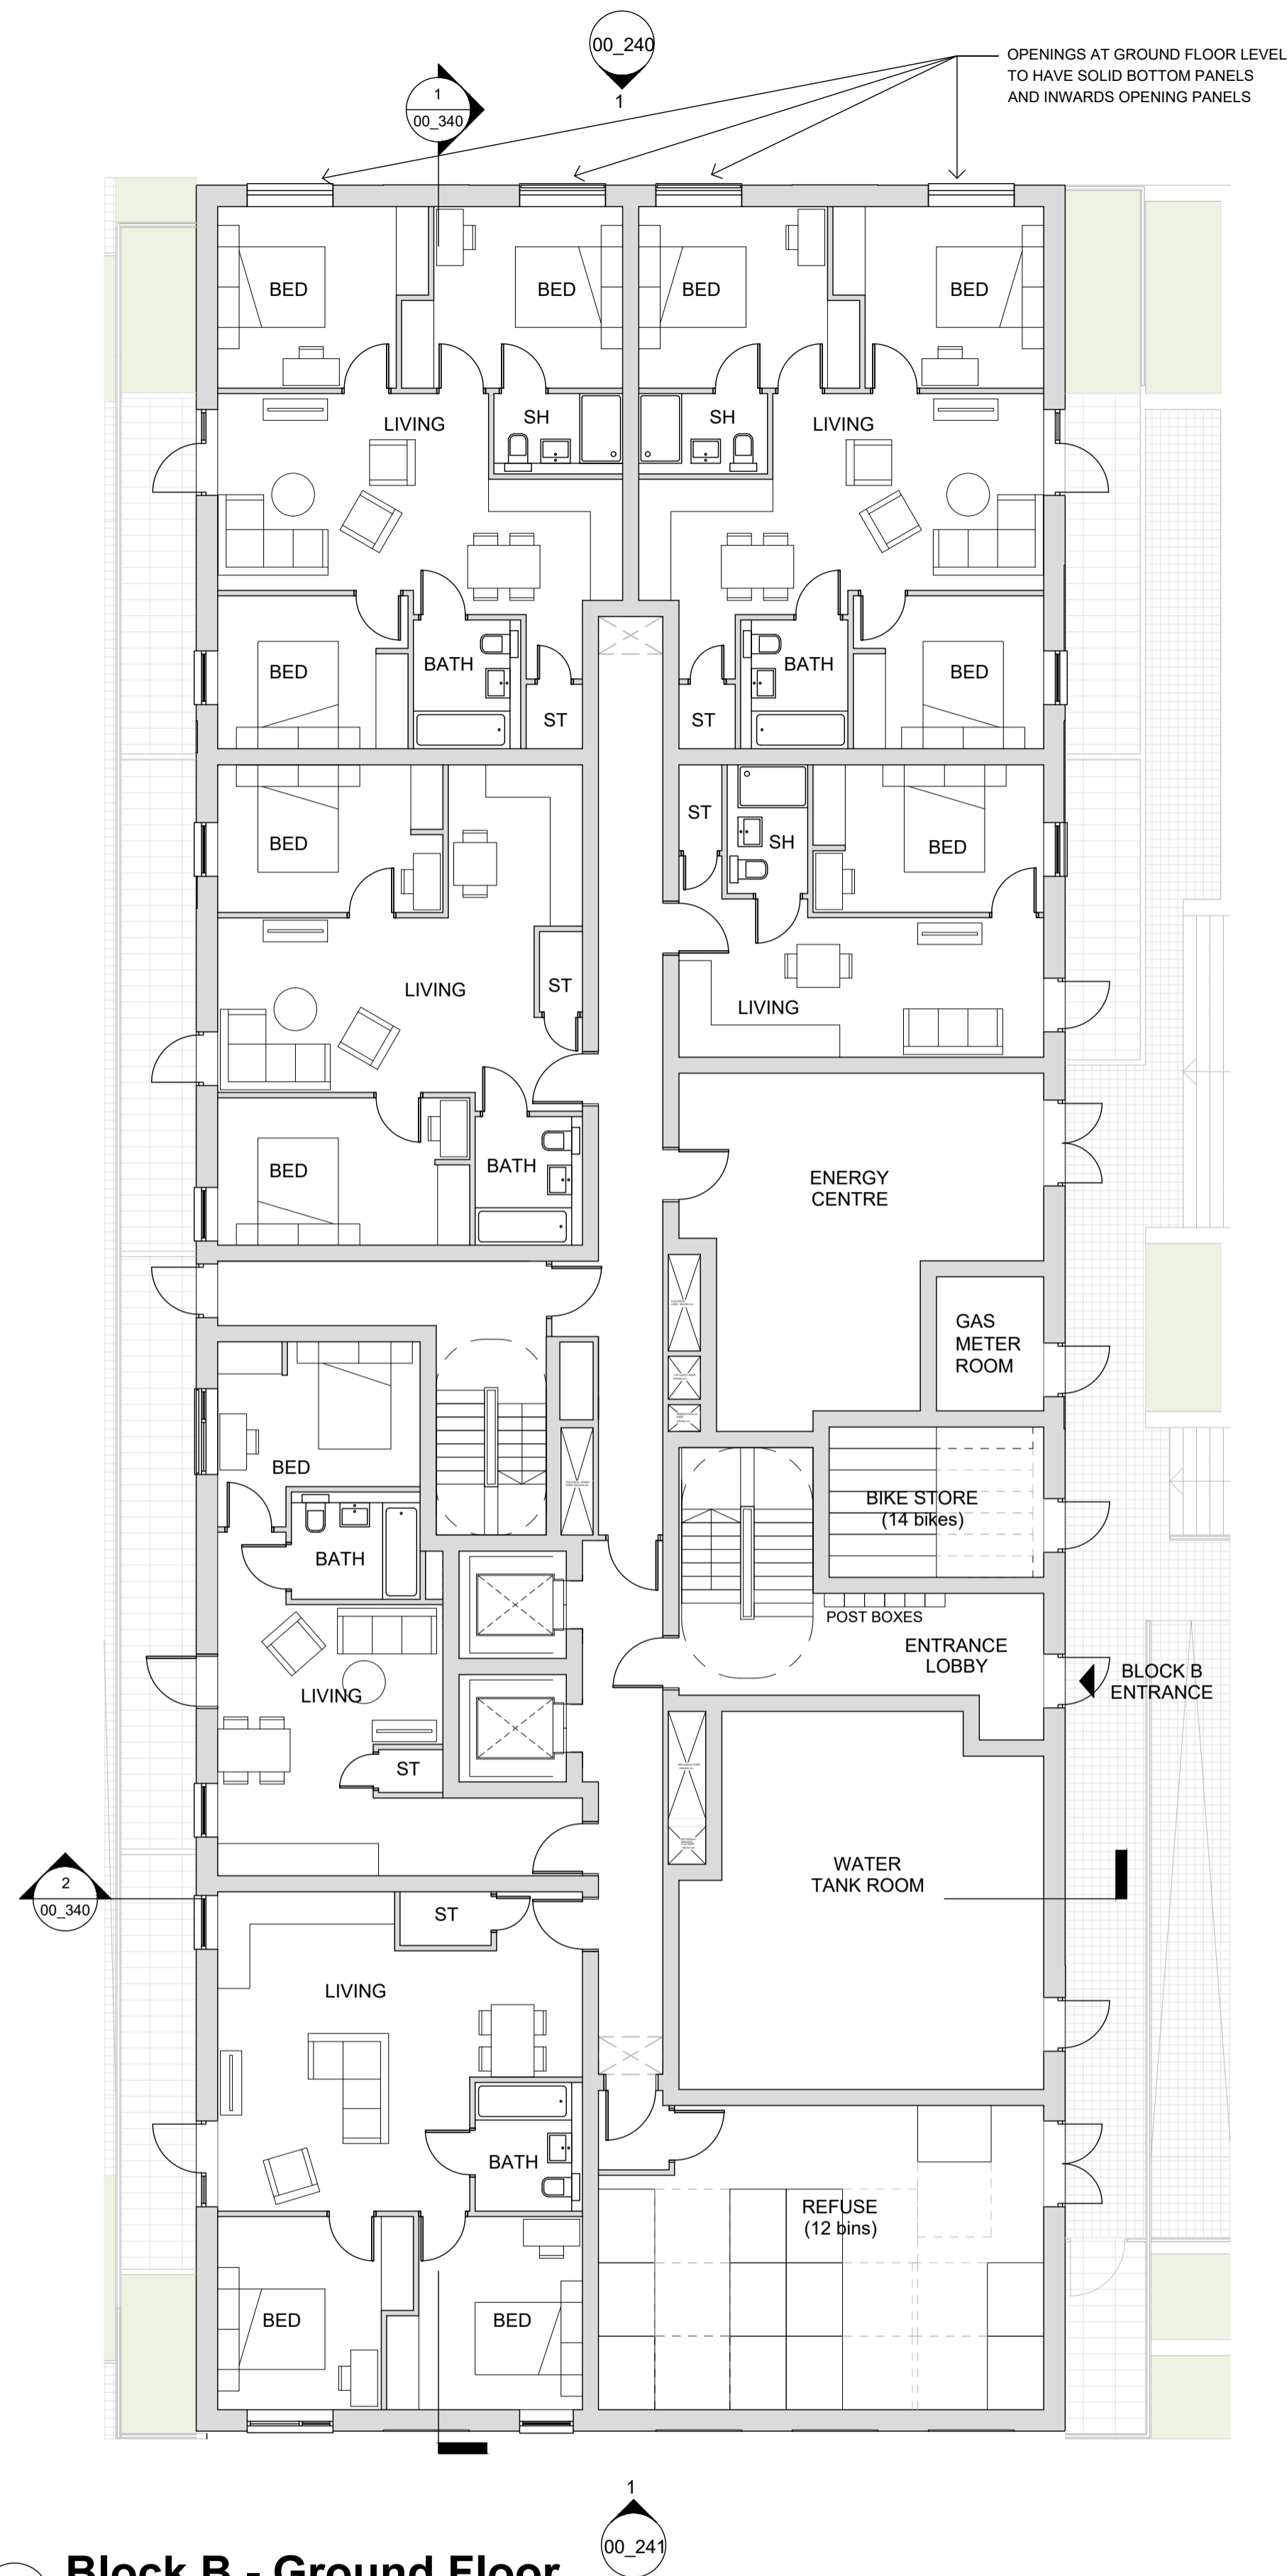 00_240
1
OPENINGS AT GROUND FLOOR LEVEL
TO HAVE SOLID BOTTOM PANELS
AND INWARDS OPENING PANELS
1
00_340
BED
BED
BED
BED
LIVING
SH
SH
LIVING
BED
BATH
ST
ST
BATH
BED
BED
ST
SH
BED
LIVING
ST
LIVING
BED
BATH
ENERGY
CENTRE
GAS
METER
ROOM
BED
BATH
BIKE STORE
(14 bikes)
POST BOXES
ENTRANCE
LOBBY
BLOCK B
ENTRANCE
LIVING
ST
WATER
TANK ROOM
2
00_340
ST
LIVING
BATH
REFUSE
(12 bins)
BED
BED
1
00_241
Block B - Ground Floor